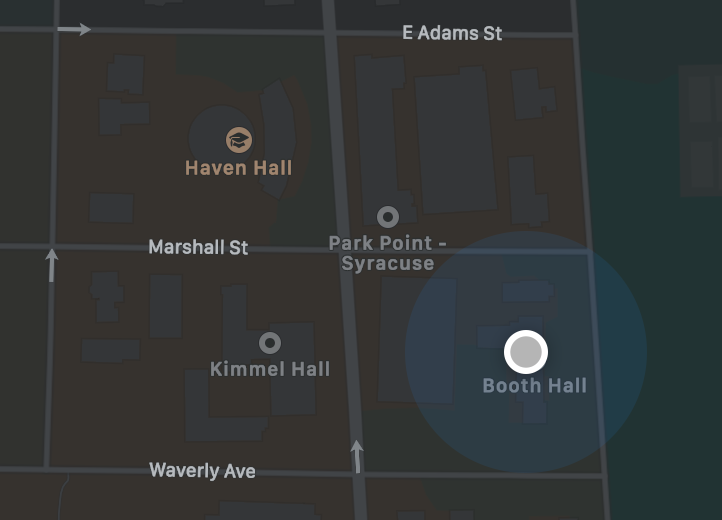 E Adams St
Haven Hall
Marshall St
Park Point -
Syracuse
Kimmel Hall
Booth Hall
Waverly Ave